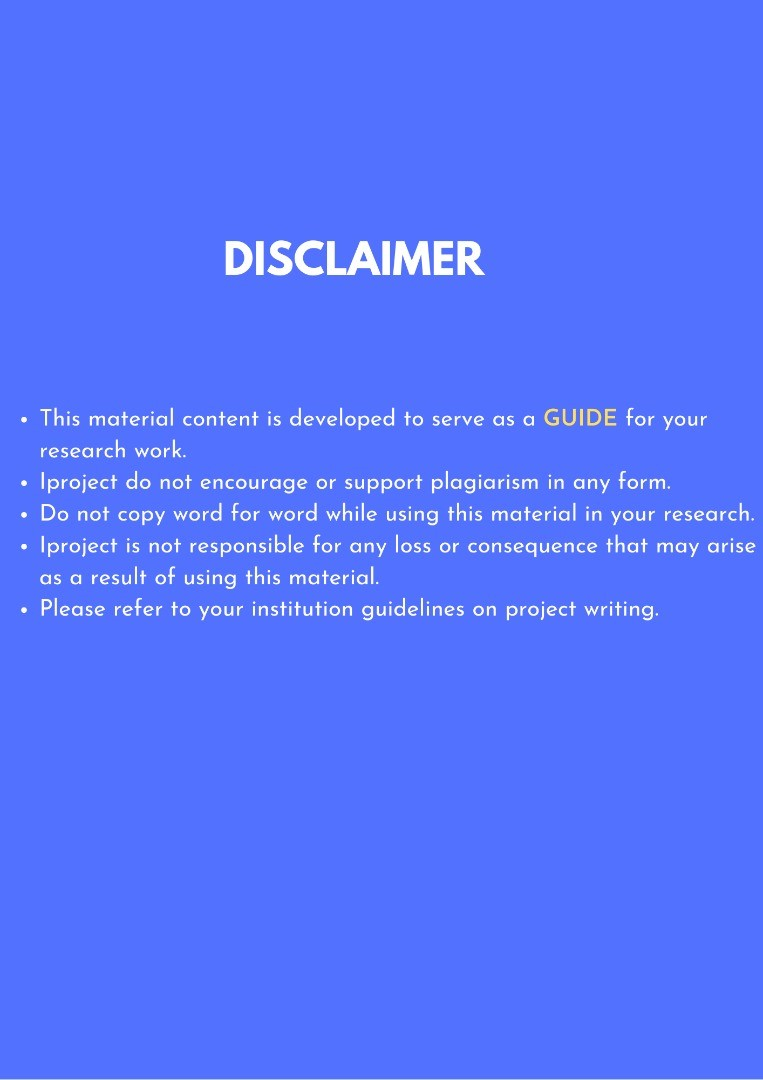 DISCLAIMER
• This material content is developed to serve as a GUIDE for your
research work.
• Iproject do not encourage or support plagiarism in any form.
• Do not copy word for word while using this material in your research.
• Iproject is not responsible for any loss or consequence that may arise
as a result of using this material.
• Please refer to your institution guidelines on project writing.